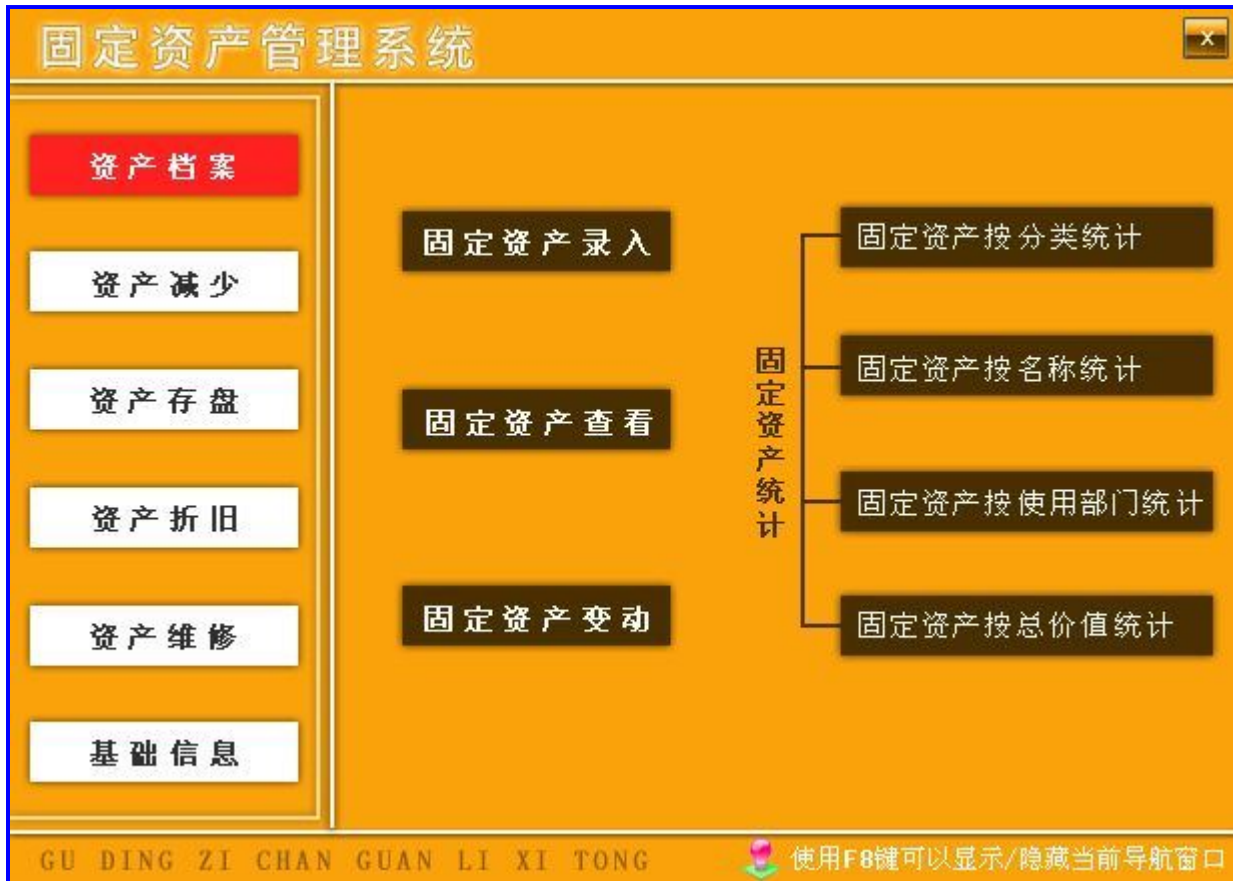 固定资产管理系统
x
资产档案
资产减少
资产存盘
资产折旧
资产维修
基础信息
固定资产录入
固定资产查看
固定资产变动
固定资产统计
固定资产按分类统计
固定资产按名称统计
固定资产按使用部门统计
固定资产按总价值统计
GU DING ZI CHAN GUAN LI XI TONG
使用F8键可以显示/隐藏当前导航窗口